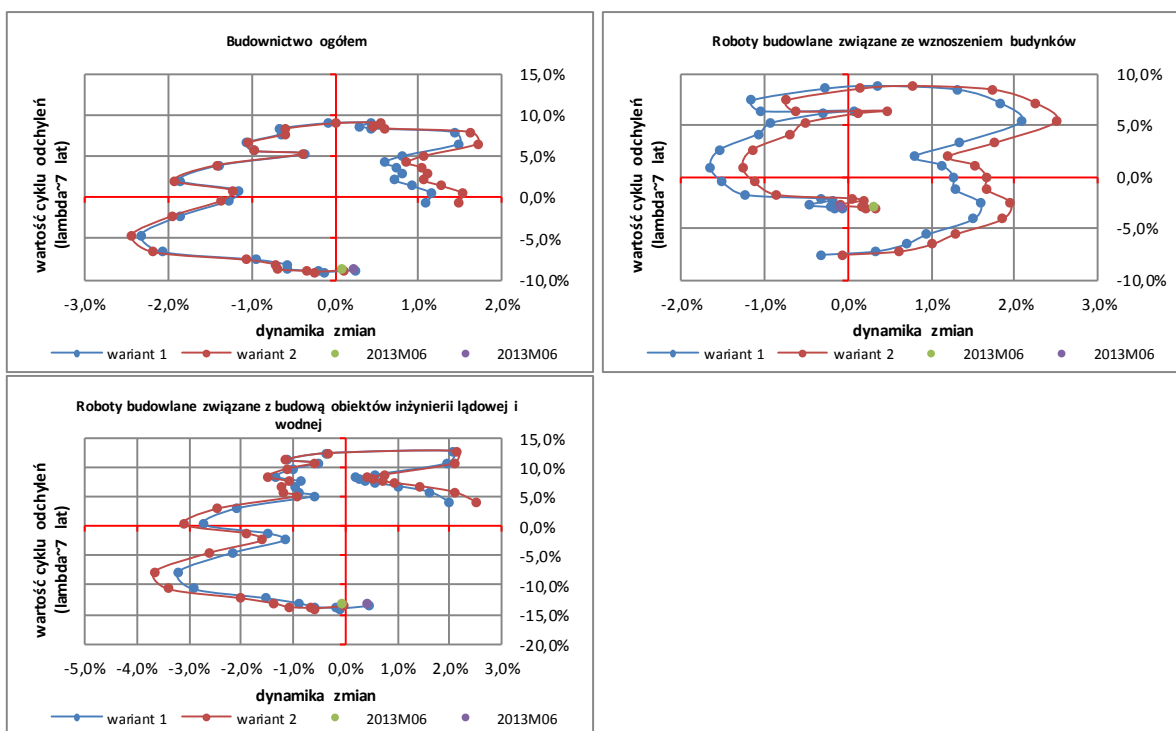 Budownictwo ogółem
wartość cyklu odchyleń
(lambda~7 lat)
15,0%
10,0%
5,0%
0,0%
-5,0%
-10,0%
-3,0% -2,0% -1,0% 0,0% 1,0% 2,0%
dynamika zmian
wariant 1 wariant 2 2013M06 2013M06
Roboty budowlane związane ze wznoszeniem budynków
wartość cyklu odchyleń
(lambda~7 lat)
10,0%
5,0%
0,0%
-5,0%
-10,0%
-2,0% -1,0% 0,0% 1,0% 2,0% 3,0%
dynamika zmian
wariant 1 wariant 2 2013M06 2013M06
Roboty budowlane związane z budową obiektów inżynierii lądowej i
wodnej
wartość cyklu odchyleń
(lambda~7 lat)
15,0%
10,0%
5,0%
0,0%
-5,0%
-10,0%
-15,0%
-20,0%
-5,0% -4,0% -3,0% -2,0% -1,0% 0,0% 1,0% 2,0% 3,0%
dynamika zmian
wariant 1 wariant 2 2013M06 2013M06